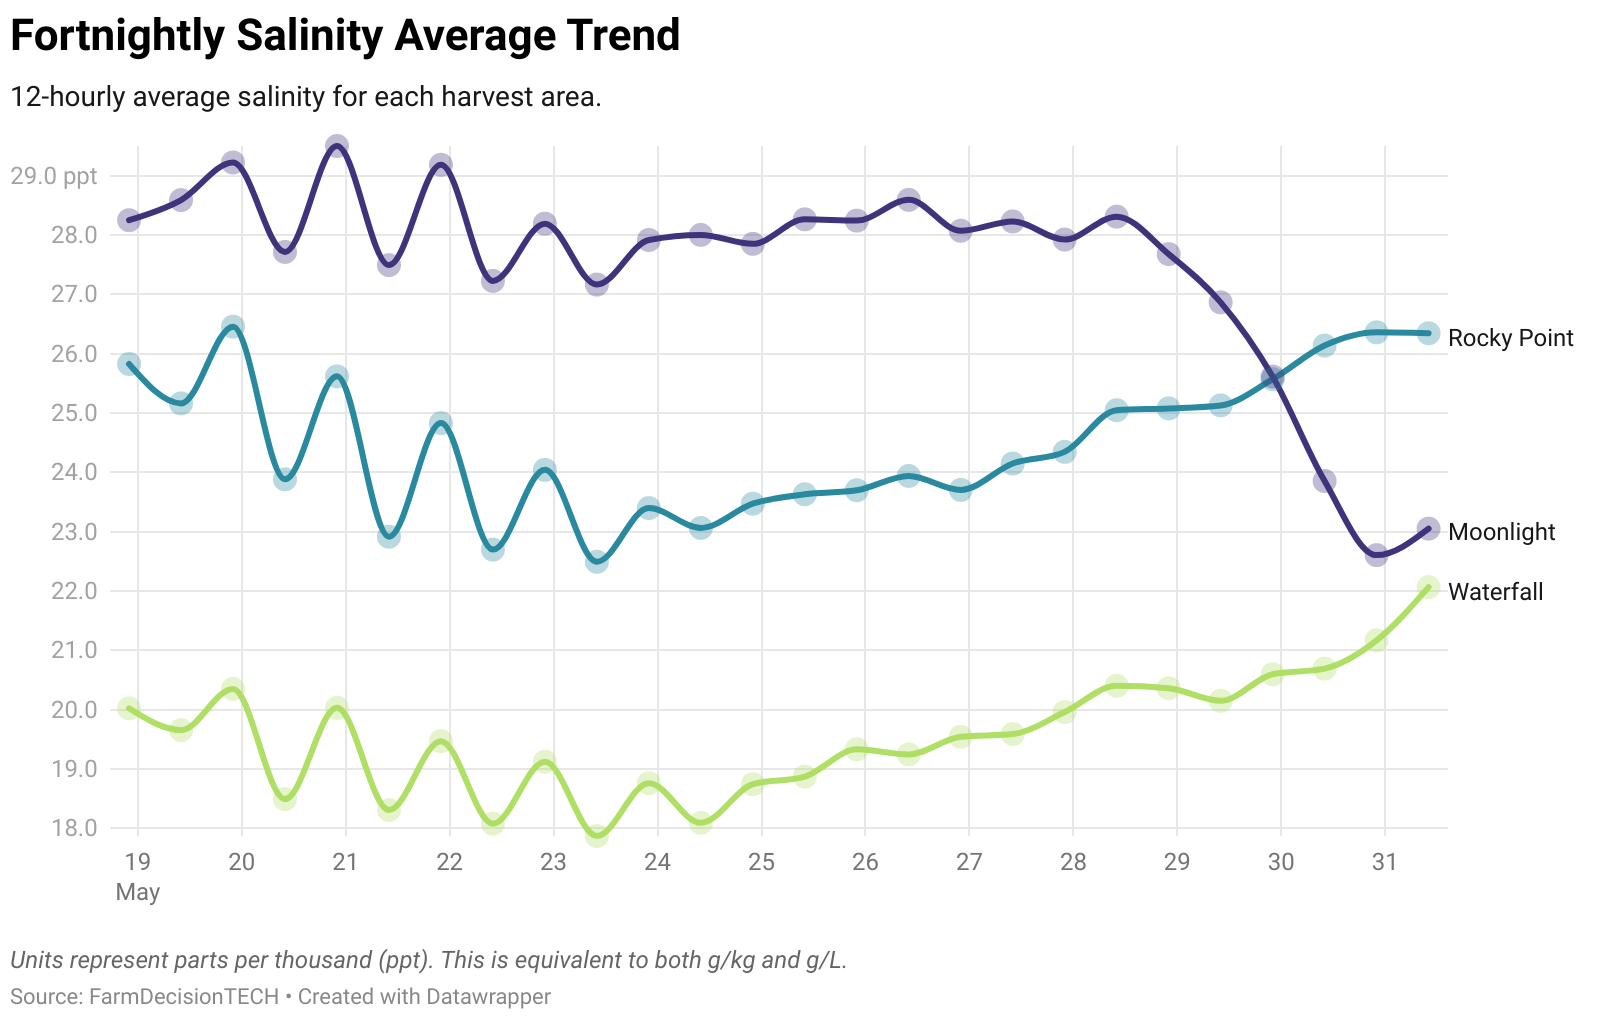 Fortnightly Salinity Average Trend
12-hourly average salinity for each harvest area.
29.0 ppt
28.0
27.0
26.0
25.0
24.0
23.0
22.0
21.0
20.0
19.0
18.0
Rocky Point
Moonlight
Waterfall
19 20 21 22 23 24 25 26 27 28 29 30 31
May
Units represent parts per thousand (ppt). This is equivalent to both g/kg and g/L.
Source: FarmDecisionTECH • Created with Datawrapper